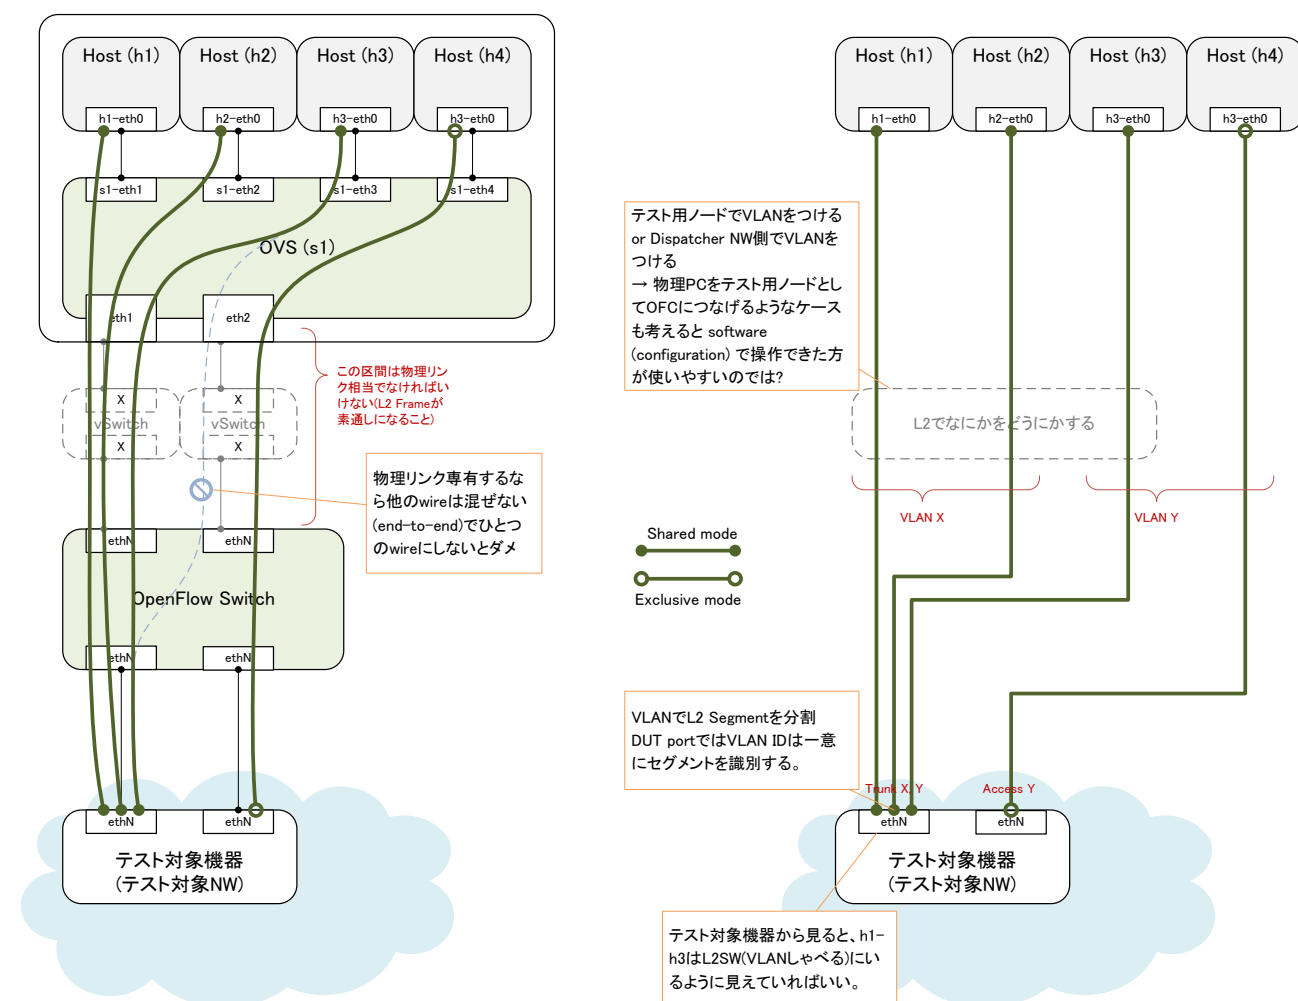 Host (h1)
Host (h2)
Host (h3)
Host (h4)
h1-eth0
h2-eth0
h3-eth0
h3-eth0
s1-eth1
s1-eth2
s1-eth3
s1-eth4
OVS (s1)
eth1
eth2
この区間は物理リン
ク相当でなければい
けない(L2 Frameが
素通しになること)
X
vSwitch
X
X
vSwitch
X
物理リンク専有するな
ら他のwireは混ぜない
(end-to-end)でひとつ
のwireにしないとダメ
ethN
ethN
OpenFlow Switch
ethN
ethN
ethN
ethN
テスト対象機器
(テスト対象NW)
Host (h1)
Host (h2)
Host (h3)
Host (h4)
h1-eth0
h2-eth0
h3-eth0
h3-eth0
テスト用ノードでVLANをつける
or Dispatcher NW側でVLANを
つける
→ 物理PCをテスト用ノードとし
てOFCにつなげるようなケース
も考えると software
(configuration) で操作できた方
が使いやすいのでは?
L2でなにかをどうにかする
VLAN X
VLAN Y
Shared mode
Exclusive mode
VLANでL2 Segmentを分割
DUT portではVLAN IDは一意
にセグメントを識別する。
Trunk X, Y
Access Y
ethN
ethN
テスト対象機器
(テスト対象NW)
テスト対象機器から見ると、h1-
h3はL2SW(VLANしゃべる)にい
るように見えていればいい。